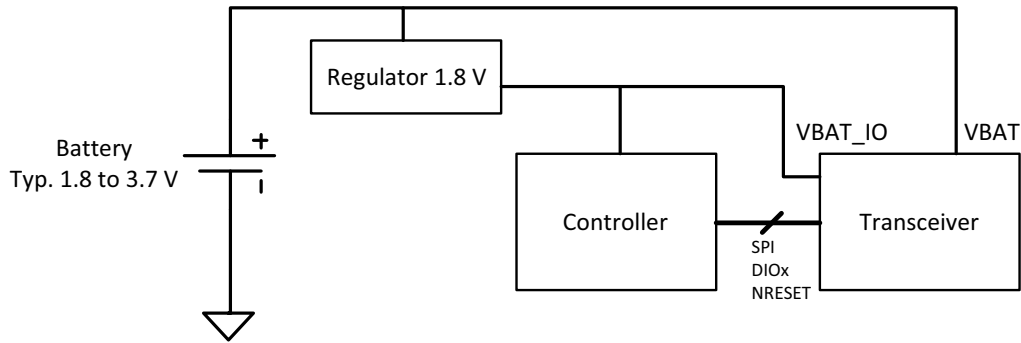 Regulator 1.8 V
VBAT_IO
VBAT
Battery
Typ. 1.8 to 3.7 V
+
Controller
Transceiver
SPI
DIOx
NRESET